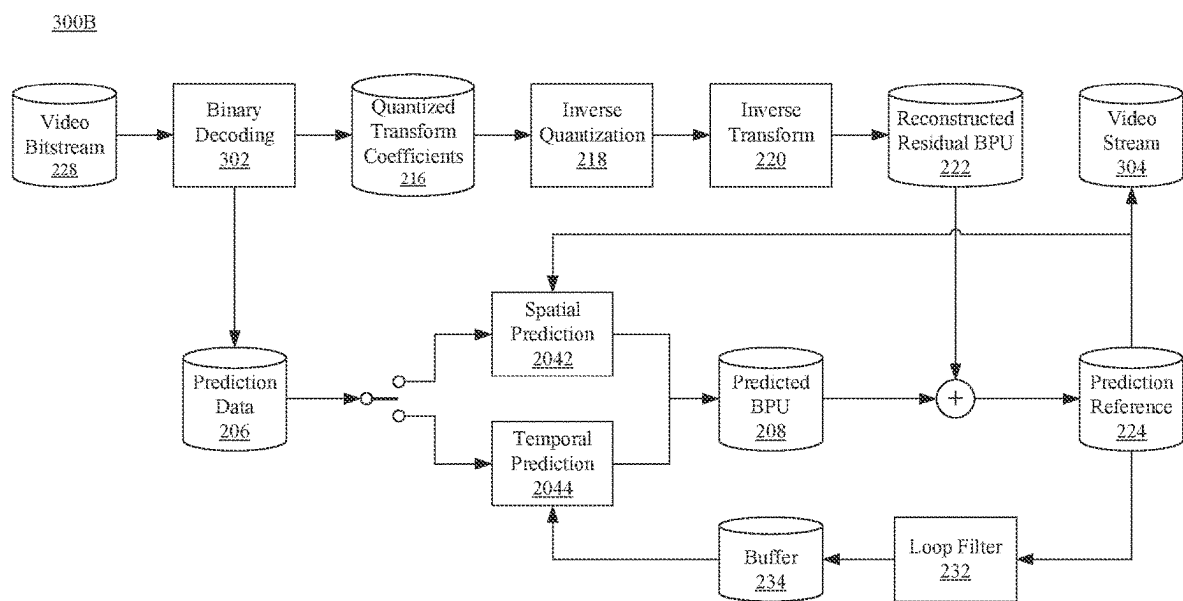 300B
Video
Bitstream
228
Binary
Decoding
302
Quantized
Transform
Coefficients
216
Inverse
Quantization
218
Inverse
Transform
220
Reconstructed
Residual BPU
222
Video
Stream
304
Spatial
Prediction
2042
Prediction
Data
206
Predicted
BPU
208
+
Prediction
Reference
224
Temporal
Prediction
2044
Buffer
234
Loop Filter
232